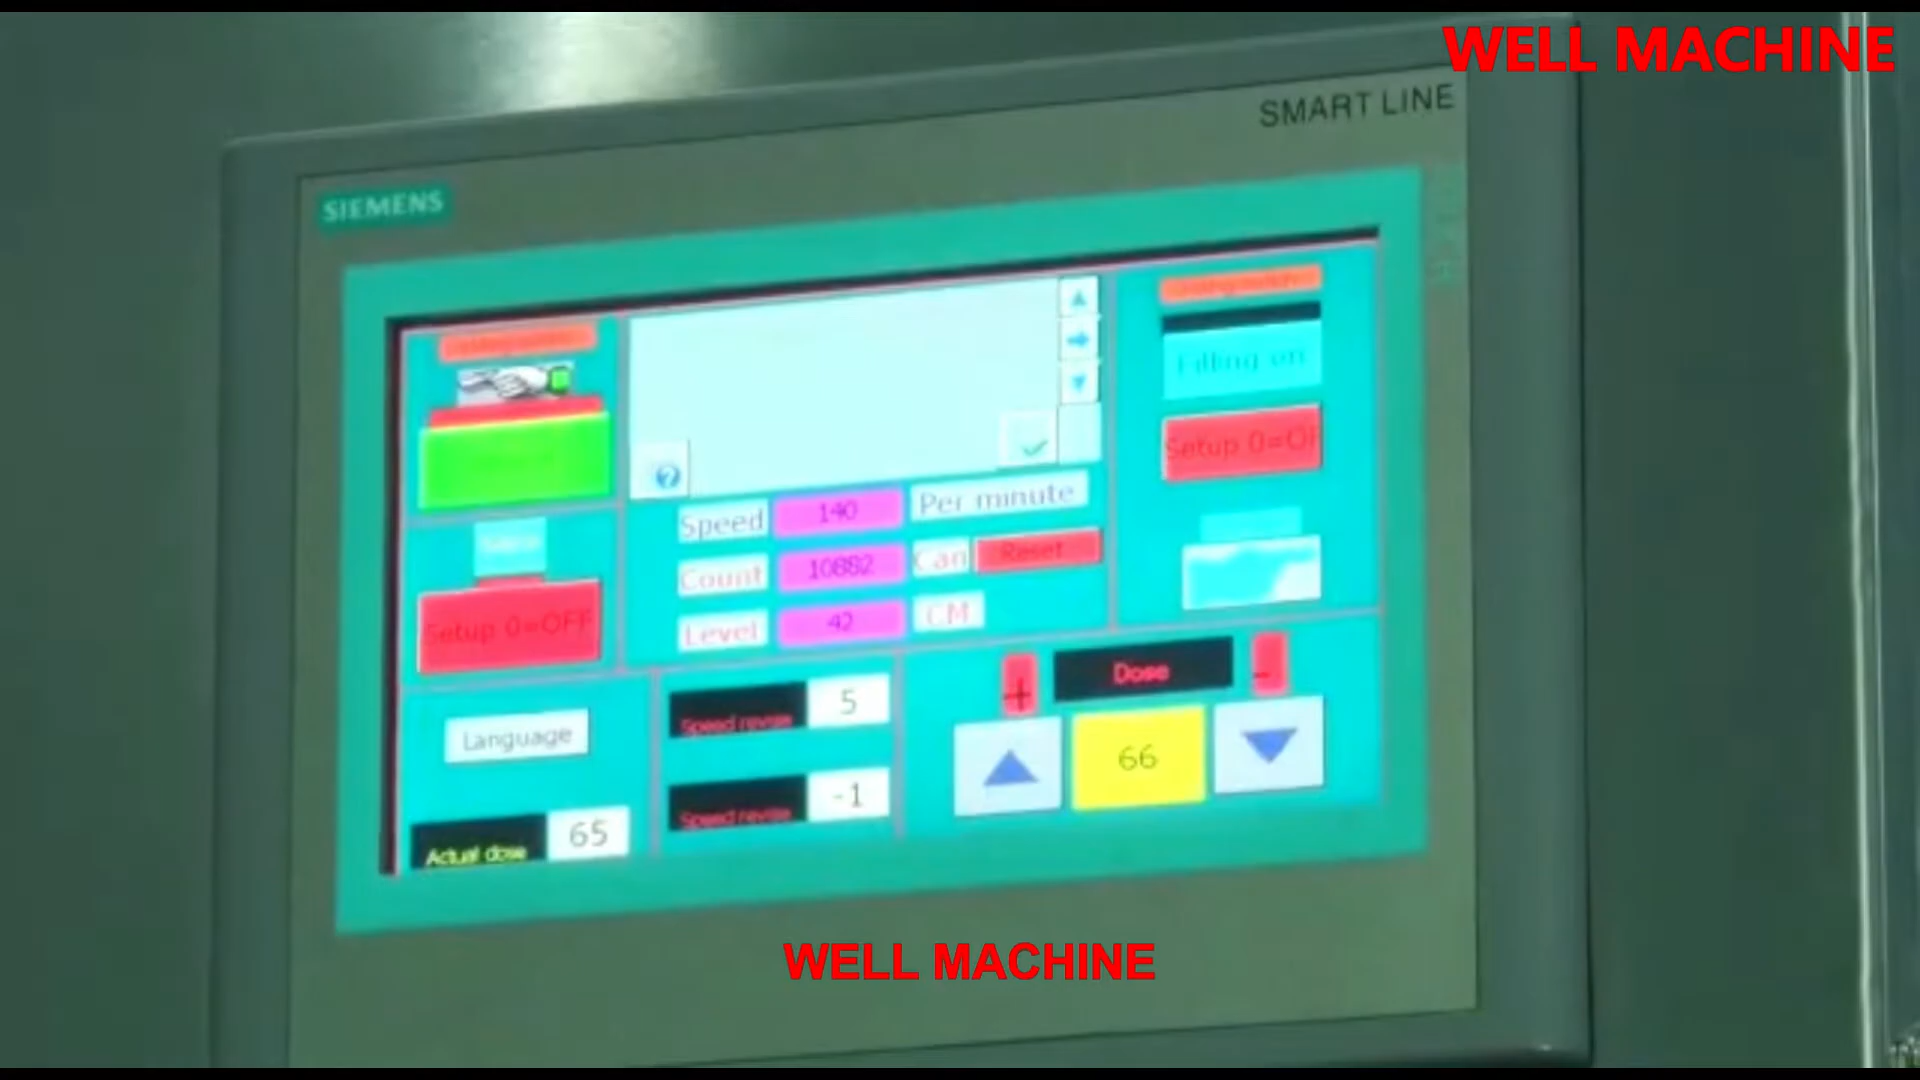 WELL MACHINE
SMART LINE
SIEMENS
Filling on
Setup 0=OF
Speed 140 Per minute
Count 10882 Can Reset
Level 42 CM
Setup 0=OFF
+ Dose -
66
Language
Speed revise 5
Speed revise -1
Actual dose 65
WELL MACHINE